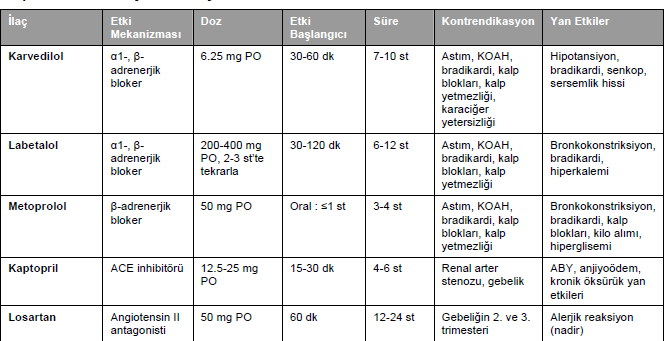 İlaç
Etki Mekanizması
Doz
Etki Başlangıcı
Süre
Kontrendikasyon
Yan Etkiler
Karvedilol
α1-, β-
adrenerjik
bloker
6.25 mg PO
30-60 dk
7-10 st
Astım, KOAH,
bradikardi, kalp
blokları, kalp
yetmezliği,
karaciğer
yetersizliği
Hipotansiyon,
bradikardi, senkop,
sersemlik hissi
Labetalol
α1-, β-
adrenerjik
bloker
200-400 mg
PO, 2-3 st'te
tekrarla
30-120 dk
6-12 st
Astım, KOAH,
bradikardi, kalp
blokları, kalp
yetmezliği
Bronkokonstriksiyon,
bradikardi,
hiperkalemi
Metoprolol
β-adrenerjik
bloker
50 mg PO
Oral : ≤1 st
3-4 st
Astım, KOAH,
bradikardi, kalp
blokları, kalp
yetmezliği
Bronkokonstriksiyon,
bradikardi, kalp
blokları, kilo alımı,
hiperglisemi
Kaptopril
ACE inhibitörü
12.5-25 mg
PO
15-30 dk
4-6 st
Renal arter
stenozu, gebelik
ABY, anjiyoödem,
kronik öksürük yan
etkileri
Losartan
Angiotensin II
antagonisti
50 mg PO
60 dk
12-24 st
Gebeliğin 2. ve 3.
trimesteri
Alerjik reaksiyon
(nadir)